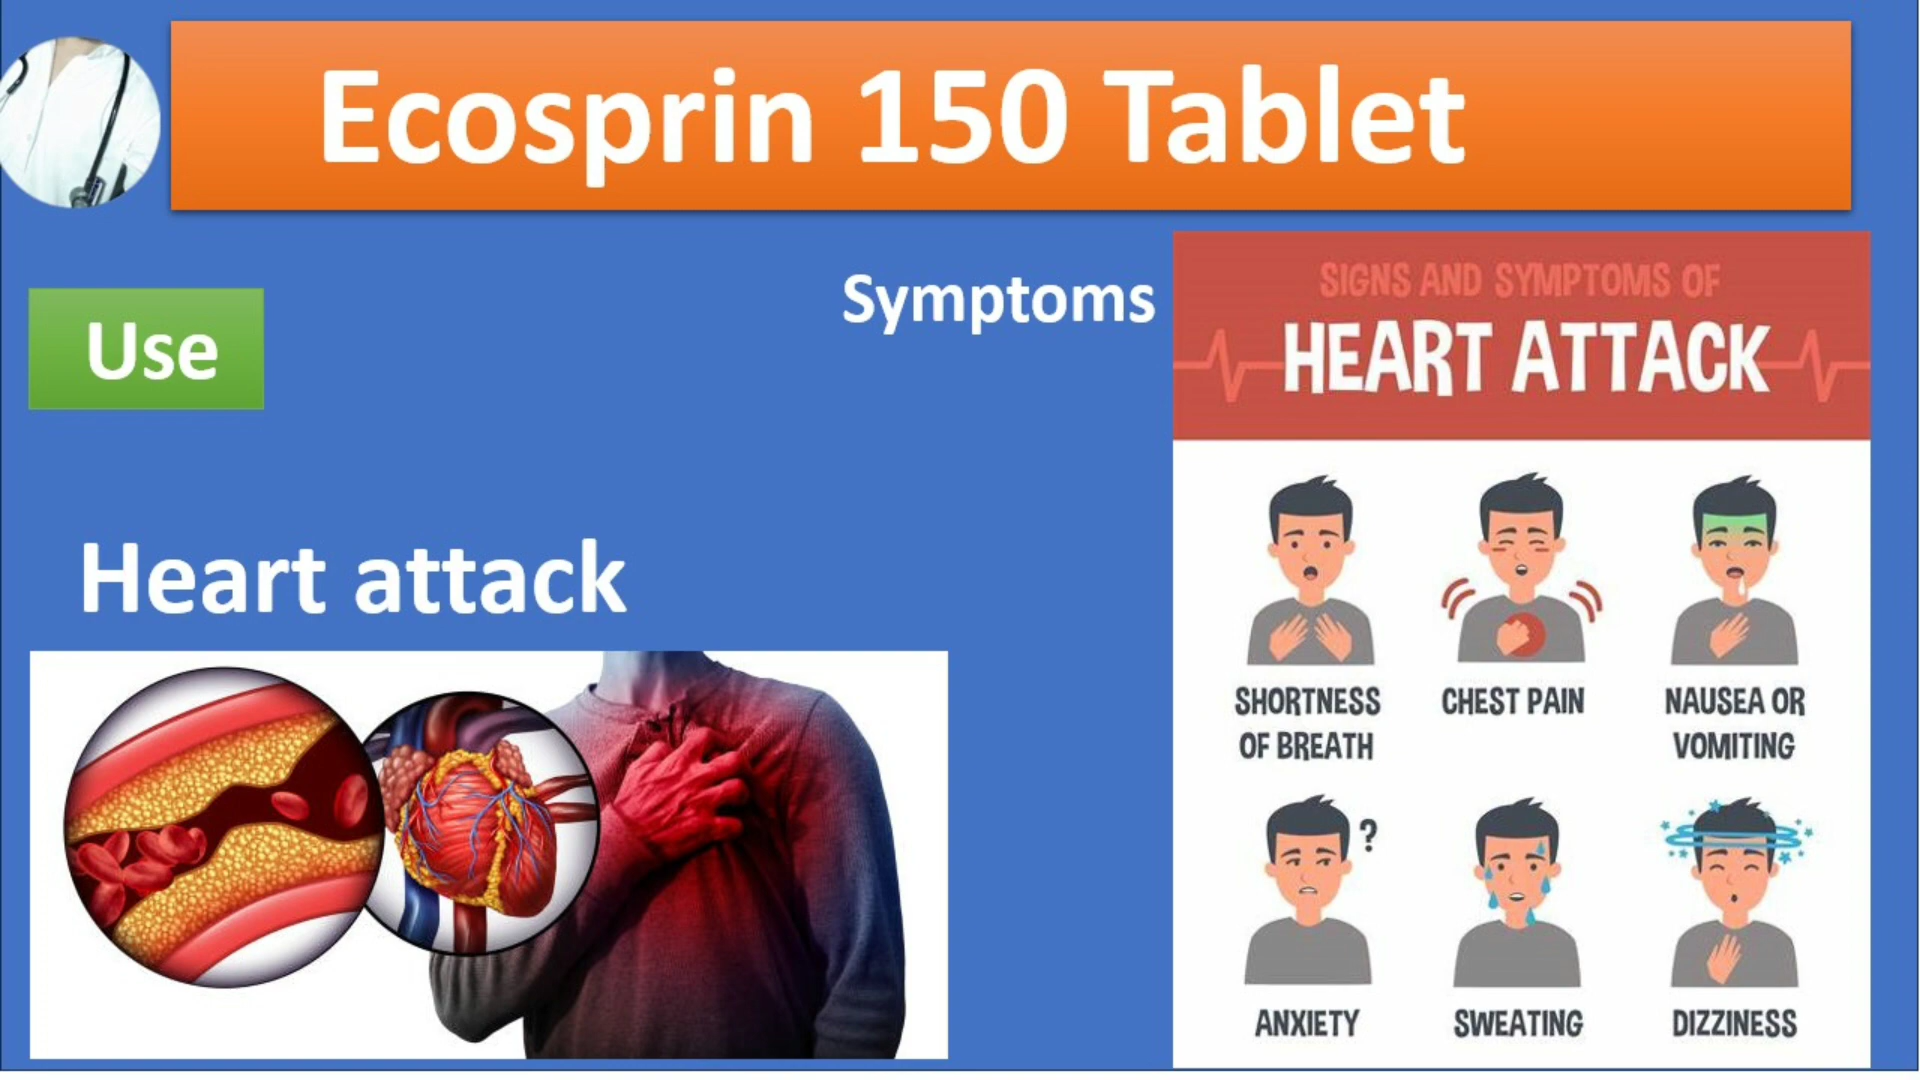 Ecosprin 150 Tablet
Use
Symptoms
Heart attack
SIGNS AND SYMPTOMS OF
HEART ATTACK
SHORTNESS
OF BREATH
CHEST PAIN
NAUSEA OR
VOMITING
?
ANXIETY
SWEATING
DIZZINESS